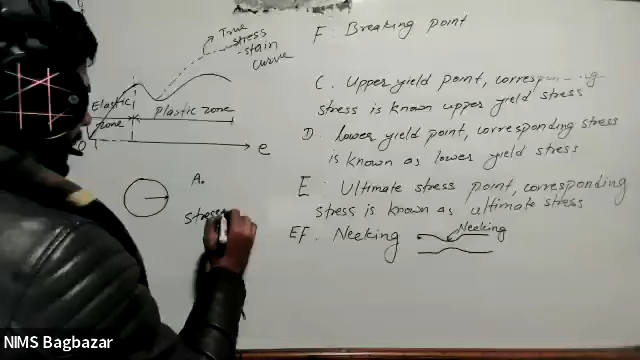 True
stress
-stain
curve
Elastic
zone
plastic zone
O
e
A.
stress
F. Breaking point
C. Upper yield point, corresponding
stress is known upper yield stress
D. Lower yield point, corresponding stress
is known as lower yield stress
E. Ultimate stress point, corresponding
stress is known as ultimate stress
EF. Necking
Necking
NIMS Bagbazar